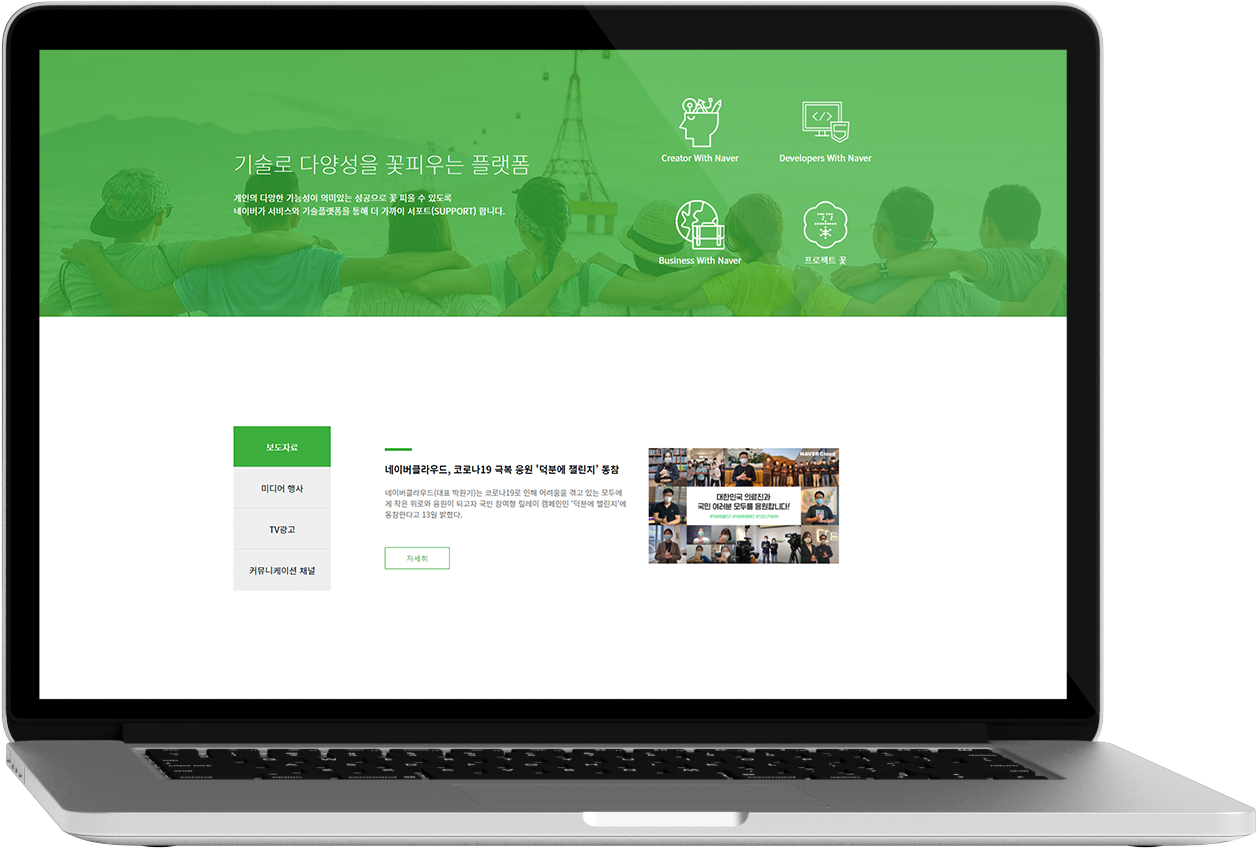 기술로 다양성을 꽃피우는 플랫폼
개인의 다양한 가능성이 의미있는 성공으로 꽃 피울 수 있도록
네이버가 서비스와 기술플랫폼을 통해 더 가까이 서포트(SUPPORT) 합니다.
Creator With Naver
Developers With Naver
Business With Naver
프로젝트 꽃
보도자료
미디어 행사
TV광고
커뮤니케이션 채널
네이버클라우드, 코로나19 극복 응원 '덕분에 챌린지' 동참
네이버클라우드(대표 박원기)는 코로나19로 인해 어려움을 겪고 있는 모두에
게 작은 위로와 응원이 되고자 국민 참여형 릴레이 캠페인인 '덕분에 챌린지'에
동참한다고 13일 밝혔다.
자세히
NAVER Cloud
대한민국 의료진과
국민 여러분 모두를 응원합니다!